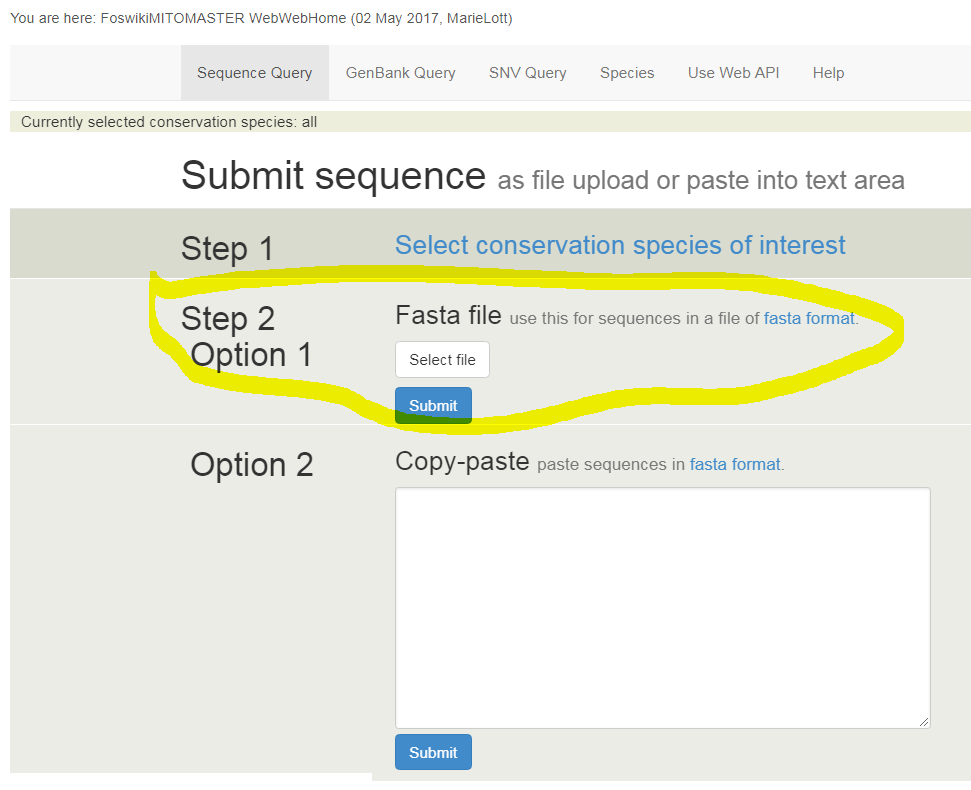 You are here: FoswikiMITOMASTER WebWebHome (02 May 2017, MarieLott)
Sequence Query GenBank Query SNV Query Species Use Web API Help
Currently selected conservation species: all
Submit sequence as file upload or paste into text area
Step 1 Select conservation species of interest
Step 2 Fasta file use this for sequences in a file of fasta format.
Option 1 Select file
Submit
Option 2 Copy-paste paste sequences in fasta format.
Submit